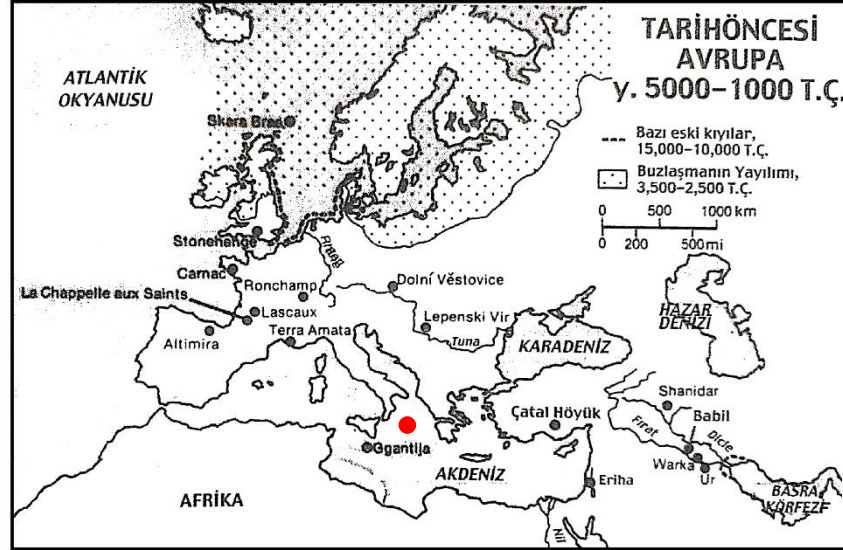 TARİHÖNCESİ
AVRUPA
y. 5000–1000 T.Ç.
Bazı eski kıyılar,
15,000–10,000 T.Ç.
Buzlaşmanın Yayılımı,
3,500–2,500 T.Ç.
0 500 1000 km
0 200 500mi
ATLANTİK
OKYANUSU
Skara Brae
Stonehenge
Carnac
Ronchamp
La Chappelle aux Saints
Lascaux
Altimira
Terra Amata
Dolní Věstovice
Lepenski Vir
Tuna
KARADENİZ
HAZAR
DENİZİ
Shanidar
Babil
Çatal Höyük
Fırat
Dicle
Warka
Ur
Ggantija
AKDENİZ
Eriha
BASRA
KÖRFEZİ
AFRİKA
Nil